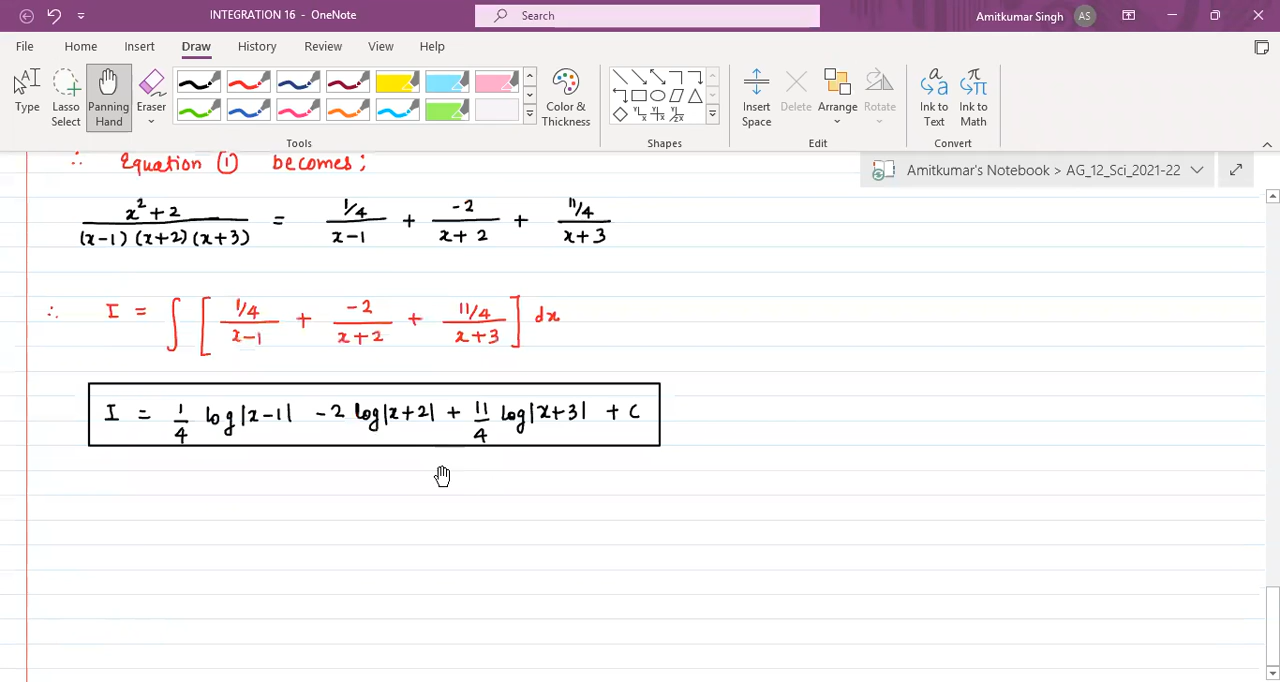 INTEGRATION 16 - OneNote
Search
Amitkumar Singh AS
File Home Insert Draw History Review View Help
Type Lasso Select Panning Hand Eraser Color & Thickness Insert Space Delete Arrange Rotate Ink to Text Ink to Math
Tools Shapes Convert
∴ Equation ① becomes;
Amitkumar's Notebook > AG_12_Sci_2021-22
x² + 2 / (x-1) (x+2) (x+3) = 1/4 / x-1 + -2 / x+2 + 11/4 / x+3
∴ I = ∫ [ 1/4 / x-1 + -2 / x+2 + 11/4 / x+3 ] dx
I = 1/4 log|x-1| -2 log|x+2| + 11/4 log|x+3| + C